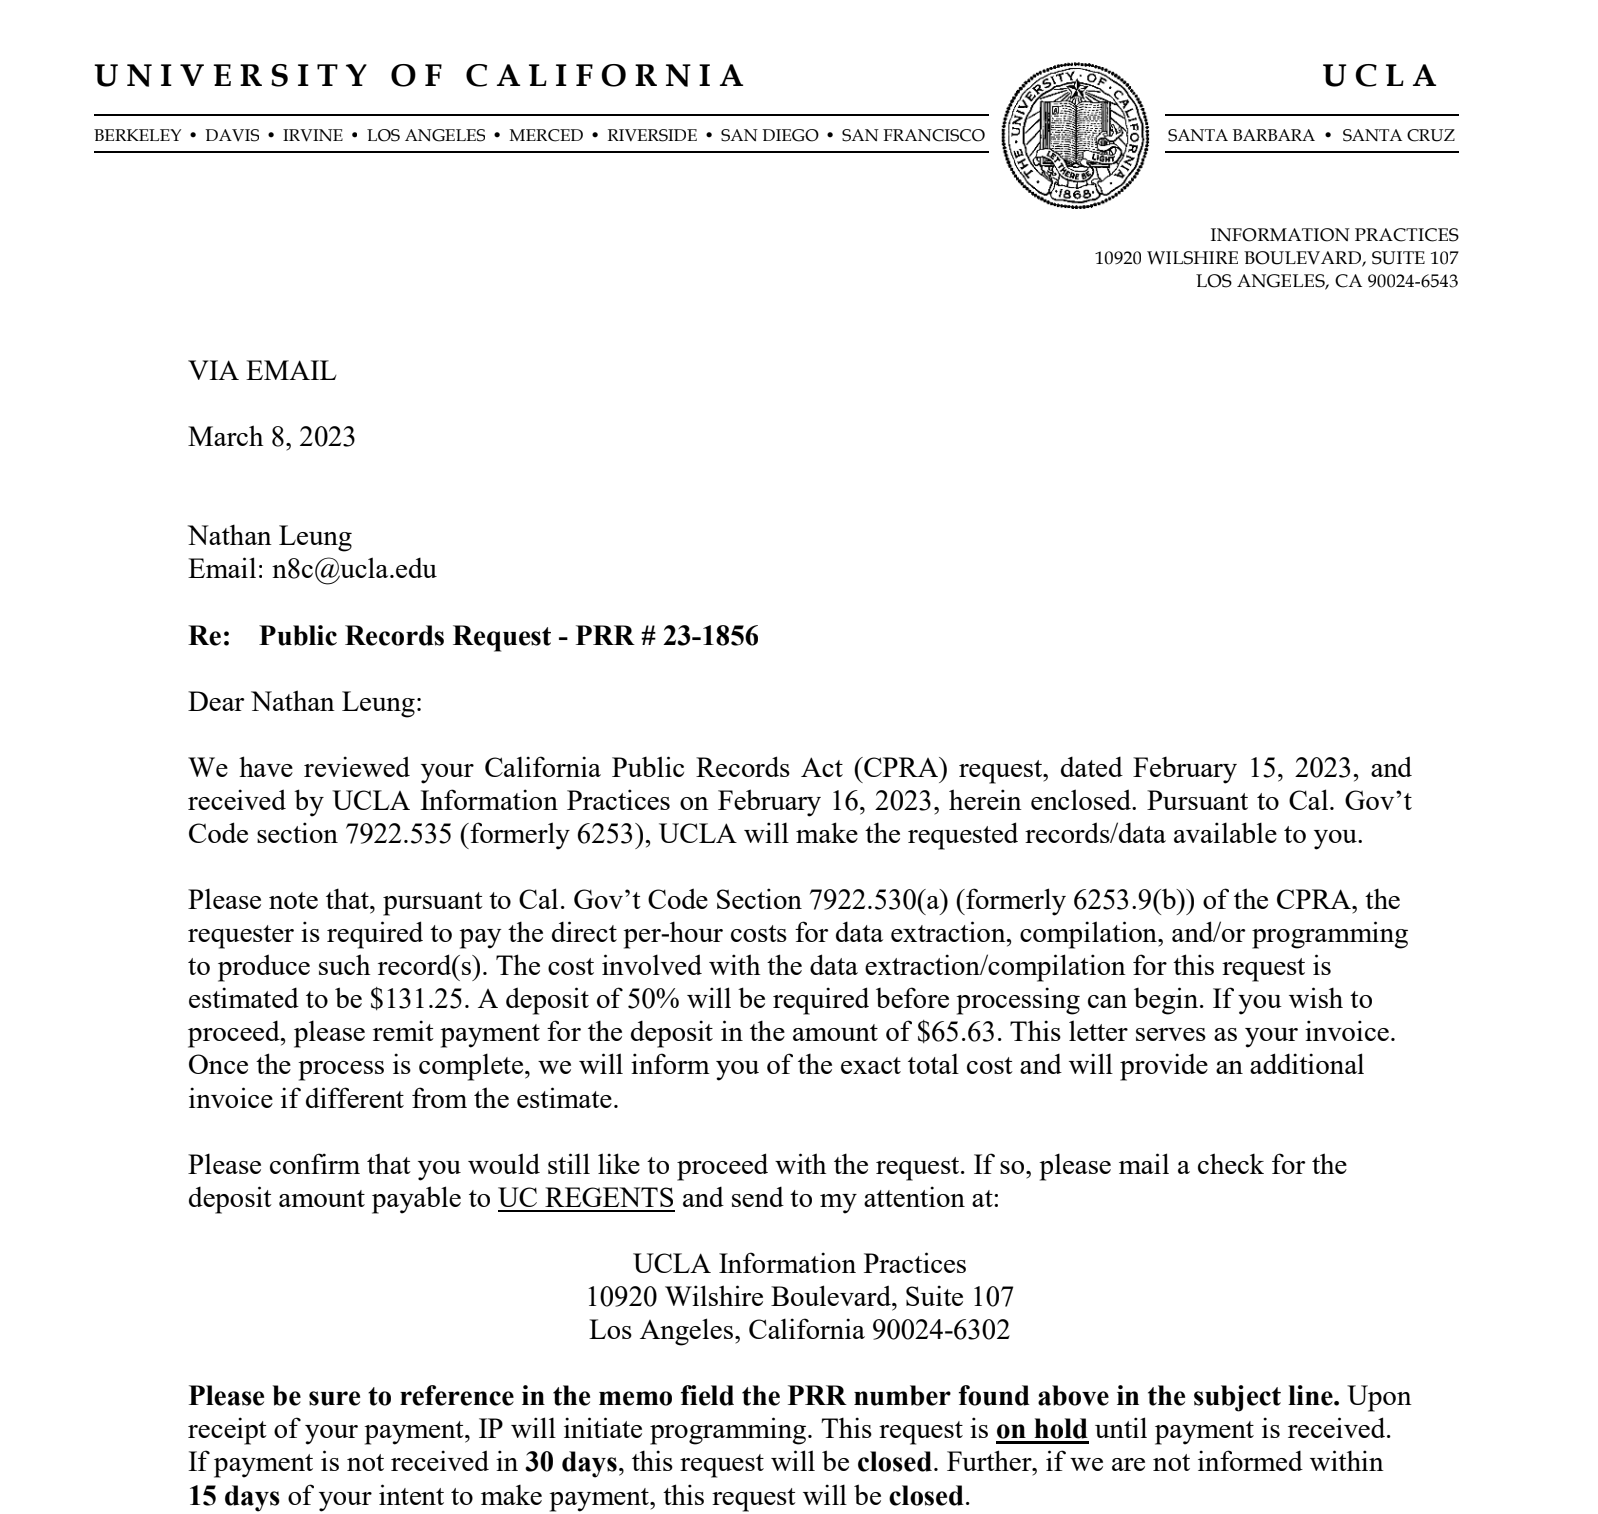 UNIVERSITY OF CALIFORNIA
UCLA
BERKELEY • DAVIS • IRVINE • LOS ANGELES • MERCED • RIVERSIDE • SAN DIEGO • SAN FRANCISCO
SANTA BARBARA • SANTA CRUZ
THE UNIVERSITY OF CALIFORNIA
LET THERE BE LIGHT
1868
INFORMATION PRACTICES
10920 WILSHIRE BOULEVARD, SUITE 107
LOS ANGELES, CA 90024-6543
VIA EMAIL
March 8, 2023
Nathan Leung
Email: n8c@ucla.edu
Re: Public Records Request - PRR # 23-1856
Dear Nathan Leung:
We have reviewed your California Public Records Act (CPRA) request, dated February 15, 2023, and
received by UCLA Information Practices on February 16, 2023, herein enclosed. Pursuant to Cal. Gov’t
Code section 7922.535 (formerly 6253), UCLA will make the requested records/data available to you.
Please note that, pursuant to Cal. Gov’t Code Section 7922.530(a) (formerly 6253.9(b)) of the CPRA, the
requester is required to pay the direct per-hour costs for data extraction, compilation, and/or programming
to produce such record(s). The cost involved with the data extraction/compilation for this request is
estimated to be $131.25. A deposit of 50% will be required before processing can begin. If you wish to
proceed, please remit payment for the deposit in the amount of $65.63. This letter serves as your invoice.
Once the process is complete, we will inform you of the exact total cost and will provide an additional
invoice if different from the estimate.
Please confirm that you would still like to proceed with the request. If so, please mail a check for the
deposit amount payable to UC REGENTS and send to my attention at:
UCLA Information Practices
10920 Wilshire Boulevard, Suite 107
Los Angeles, California 90024-6302
Please be sure to reference in the memo field the PRR number found above in the subject line. Upon
receipt of your payment, IP will initiate programming. This request is on hold until payment is received.
If payment is not received in 30 days, this request will be closed. Further, if we are not informed within
15 days of your intent to make payment, this request will be closed.